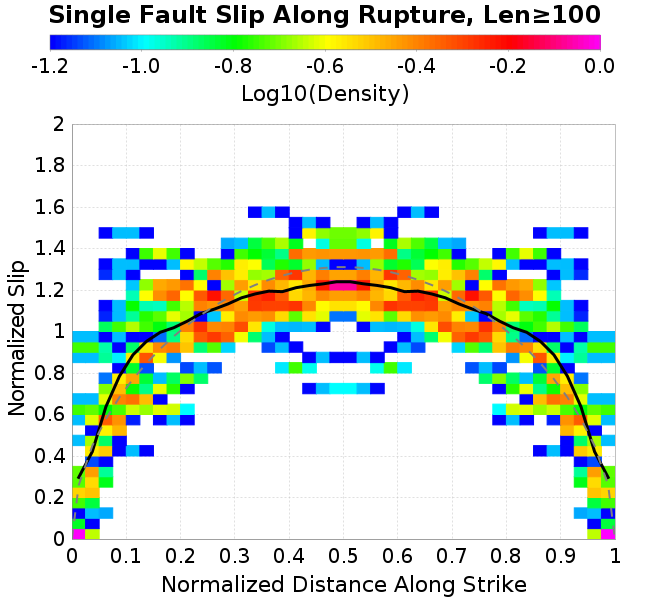 Single Fault Slip Along Rupture, Len≥100
-1.2 -1.0 -0.8 -0.6 -0.4 -0.2 0.0
Log10(Density)
2
1.8
1.6
1.4
1.2
1
0.8
0.6
0.4
0.2
0
Normalized Slip
0 0.1 0.2 0.3 0.4 0.5 0.6 0.7 0.8 0.9 1
Normalized Distance Along Strike